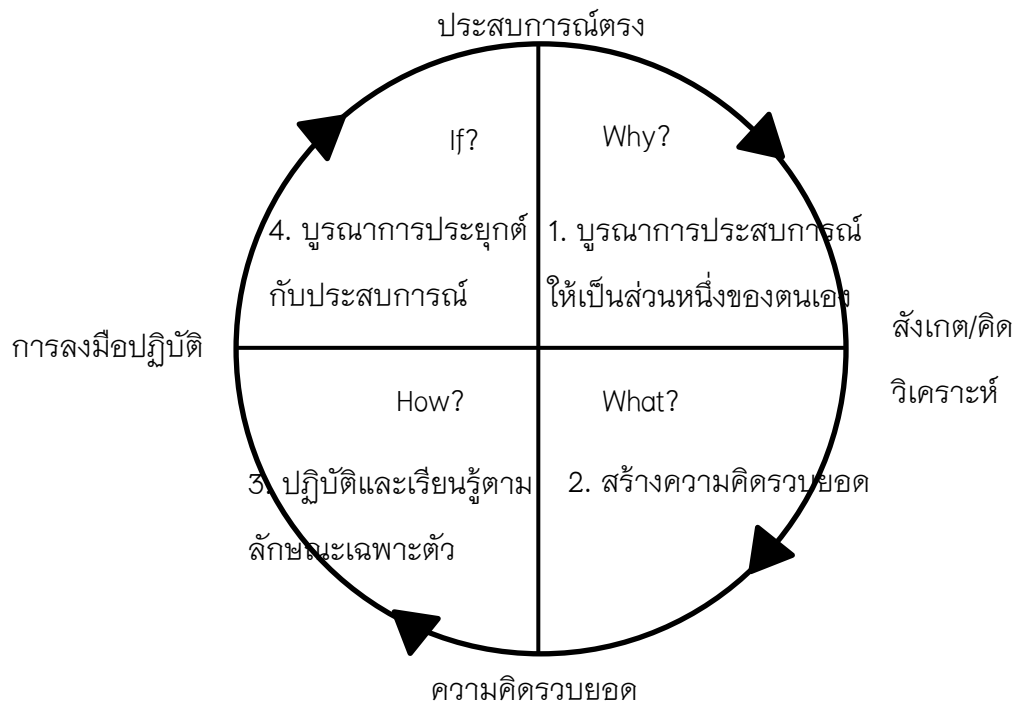 ประสบการณ์ตรง
If?
Why?
4. บูรณาการประยุกต์
กับประสบการณ์
1. บูรณาการประสบการณ์
ให้เป็นส่วนหนึ่งของตนเอง
การลงมือปฏิบัติ
สังเกต/คิด
วิเคราะห์
How?
What?
3. ปฏิบัติและเรียนรู้ตาม
ลักษณะเฉพาะตัว
2. สร้างความคิดรวบยอด
ความคิดรวบยอด